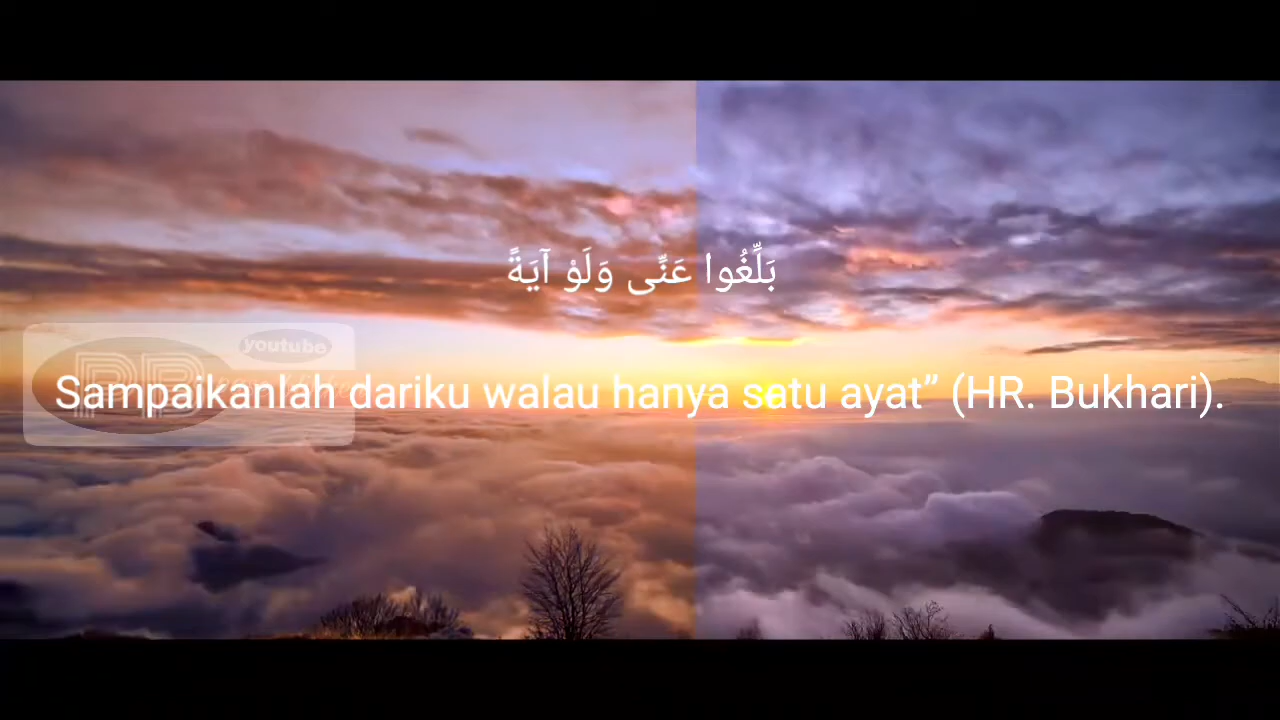 بَلِّغُوا عَنِّى وَلَوْ آيَةً
youtube
Sampaikanlah dariku walau hanya satu ayat” (HR. Bukhari).